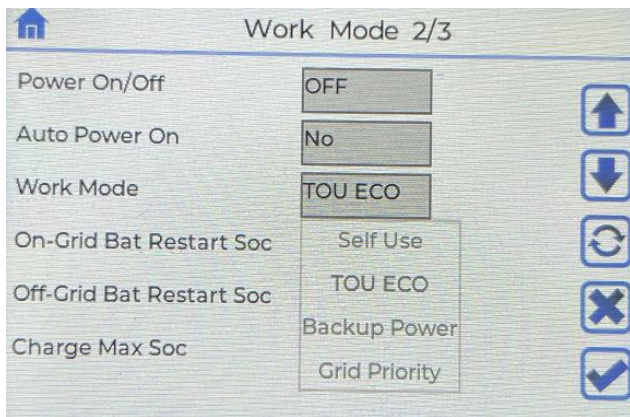 Work Mode 2/3
Power On/Off OFF
Auto Power On No
Work Mode TOU ECO
On-Grid Bat Restart Soc Self Use
TOU ECO
Off-Grid Bat Restart Soc
Backup Power
Charge Max Soc
Grid Priority